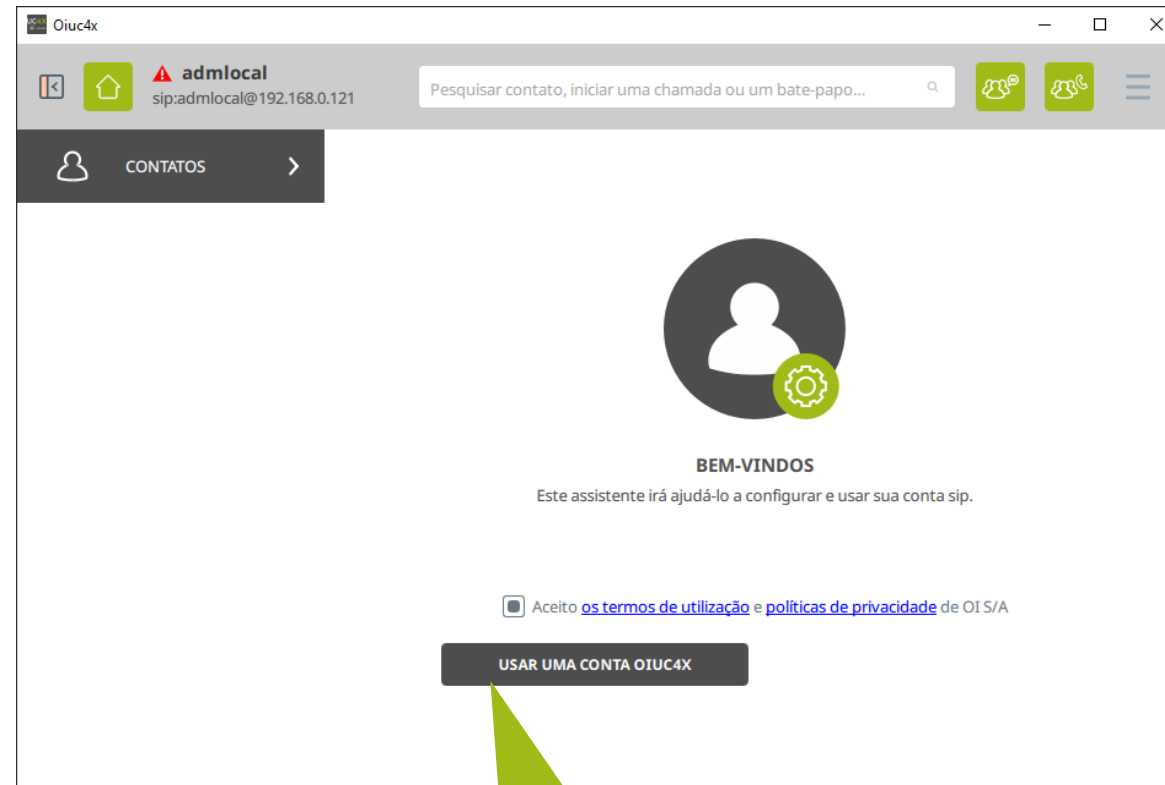 Oiuc4x
admlocal
sip:admlocal@192.168.0.121
Pesquisar contato, iniciar uma chamada ou um bate-papo...
CONTATOS
BEM-VINDOS
Este assistente irá ajudá-lo a configurar e usar sua conta sip.
Aceito os termos de utilização e políticas de privacidade de OI S/A
USAR UMA CONTA OIUC4X